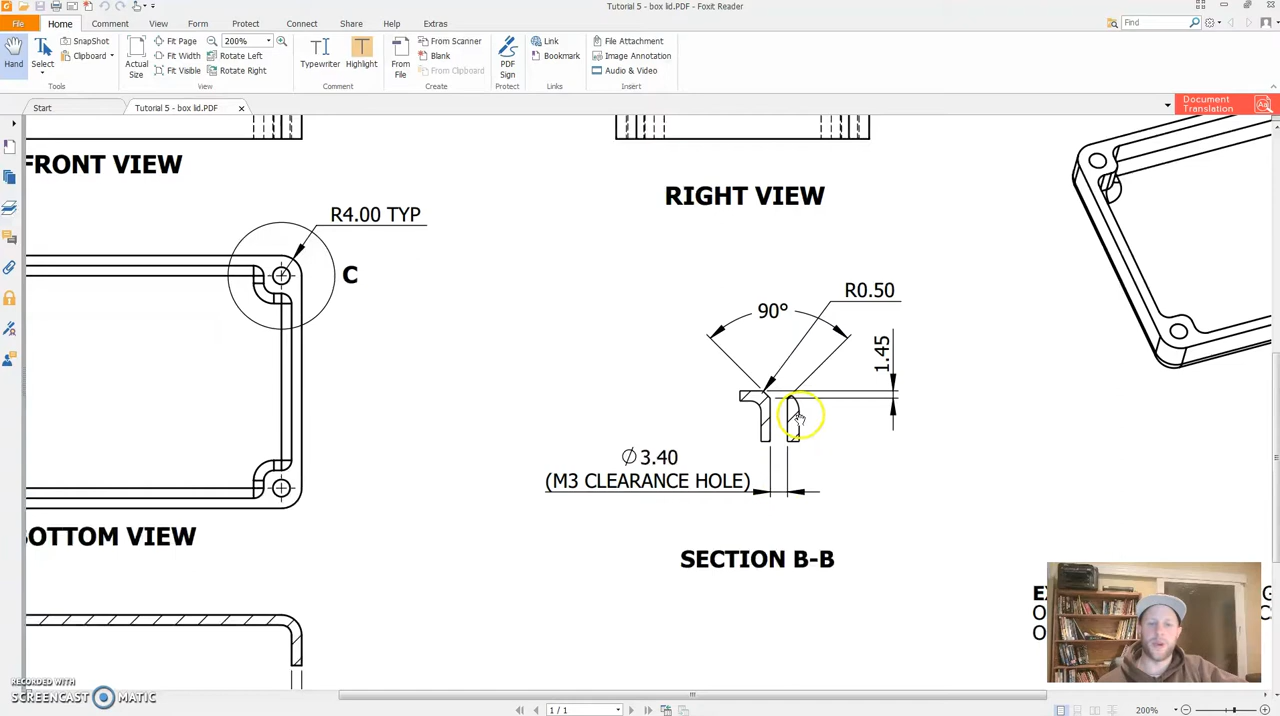 Tutorial 5 - box lid.PDF - Foxit Reader
File Home Comment View Form Protect Connect Share Help Extras Find
Hand
Select
SnapShot
Clipboard
Tools
Actual
Size
Fit Page
Fit Width
Fit Visible
200%
Rotate Left
Rotate Right
View
Typewriter
Highlight
Comment
From
File
From Scanner
Blank
From Clipboard
Create
PDF
Sign
Protect
Link
Bookmark
Links
File Attachment
Image Annotation
Audio & Video
Insert
Start Tutorial 5 - box lid.PDF
Document
Translation
FRONT VIEW
RIGHT VIEW
R4.00 TYP
C
R0.50
90°
1.45
∅ 3.40
(M3 CLEARANCE HOLE)
BOTTOM VIEW
SECTION B-B
RECORDED WITH
SCREENCAST MATIC
1 / 1
200%